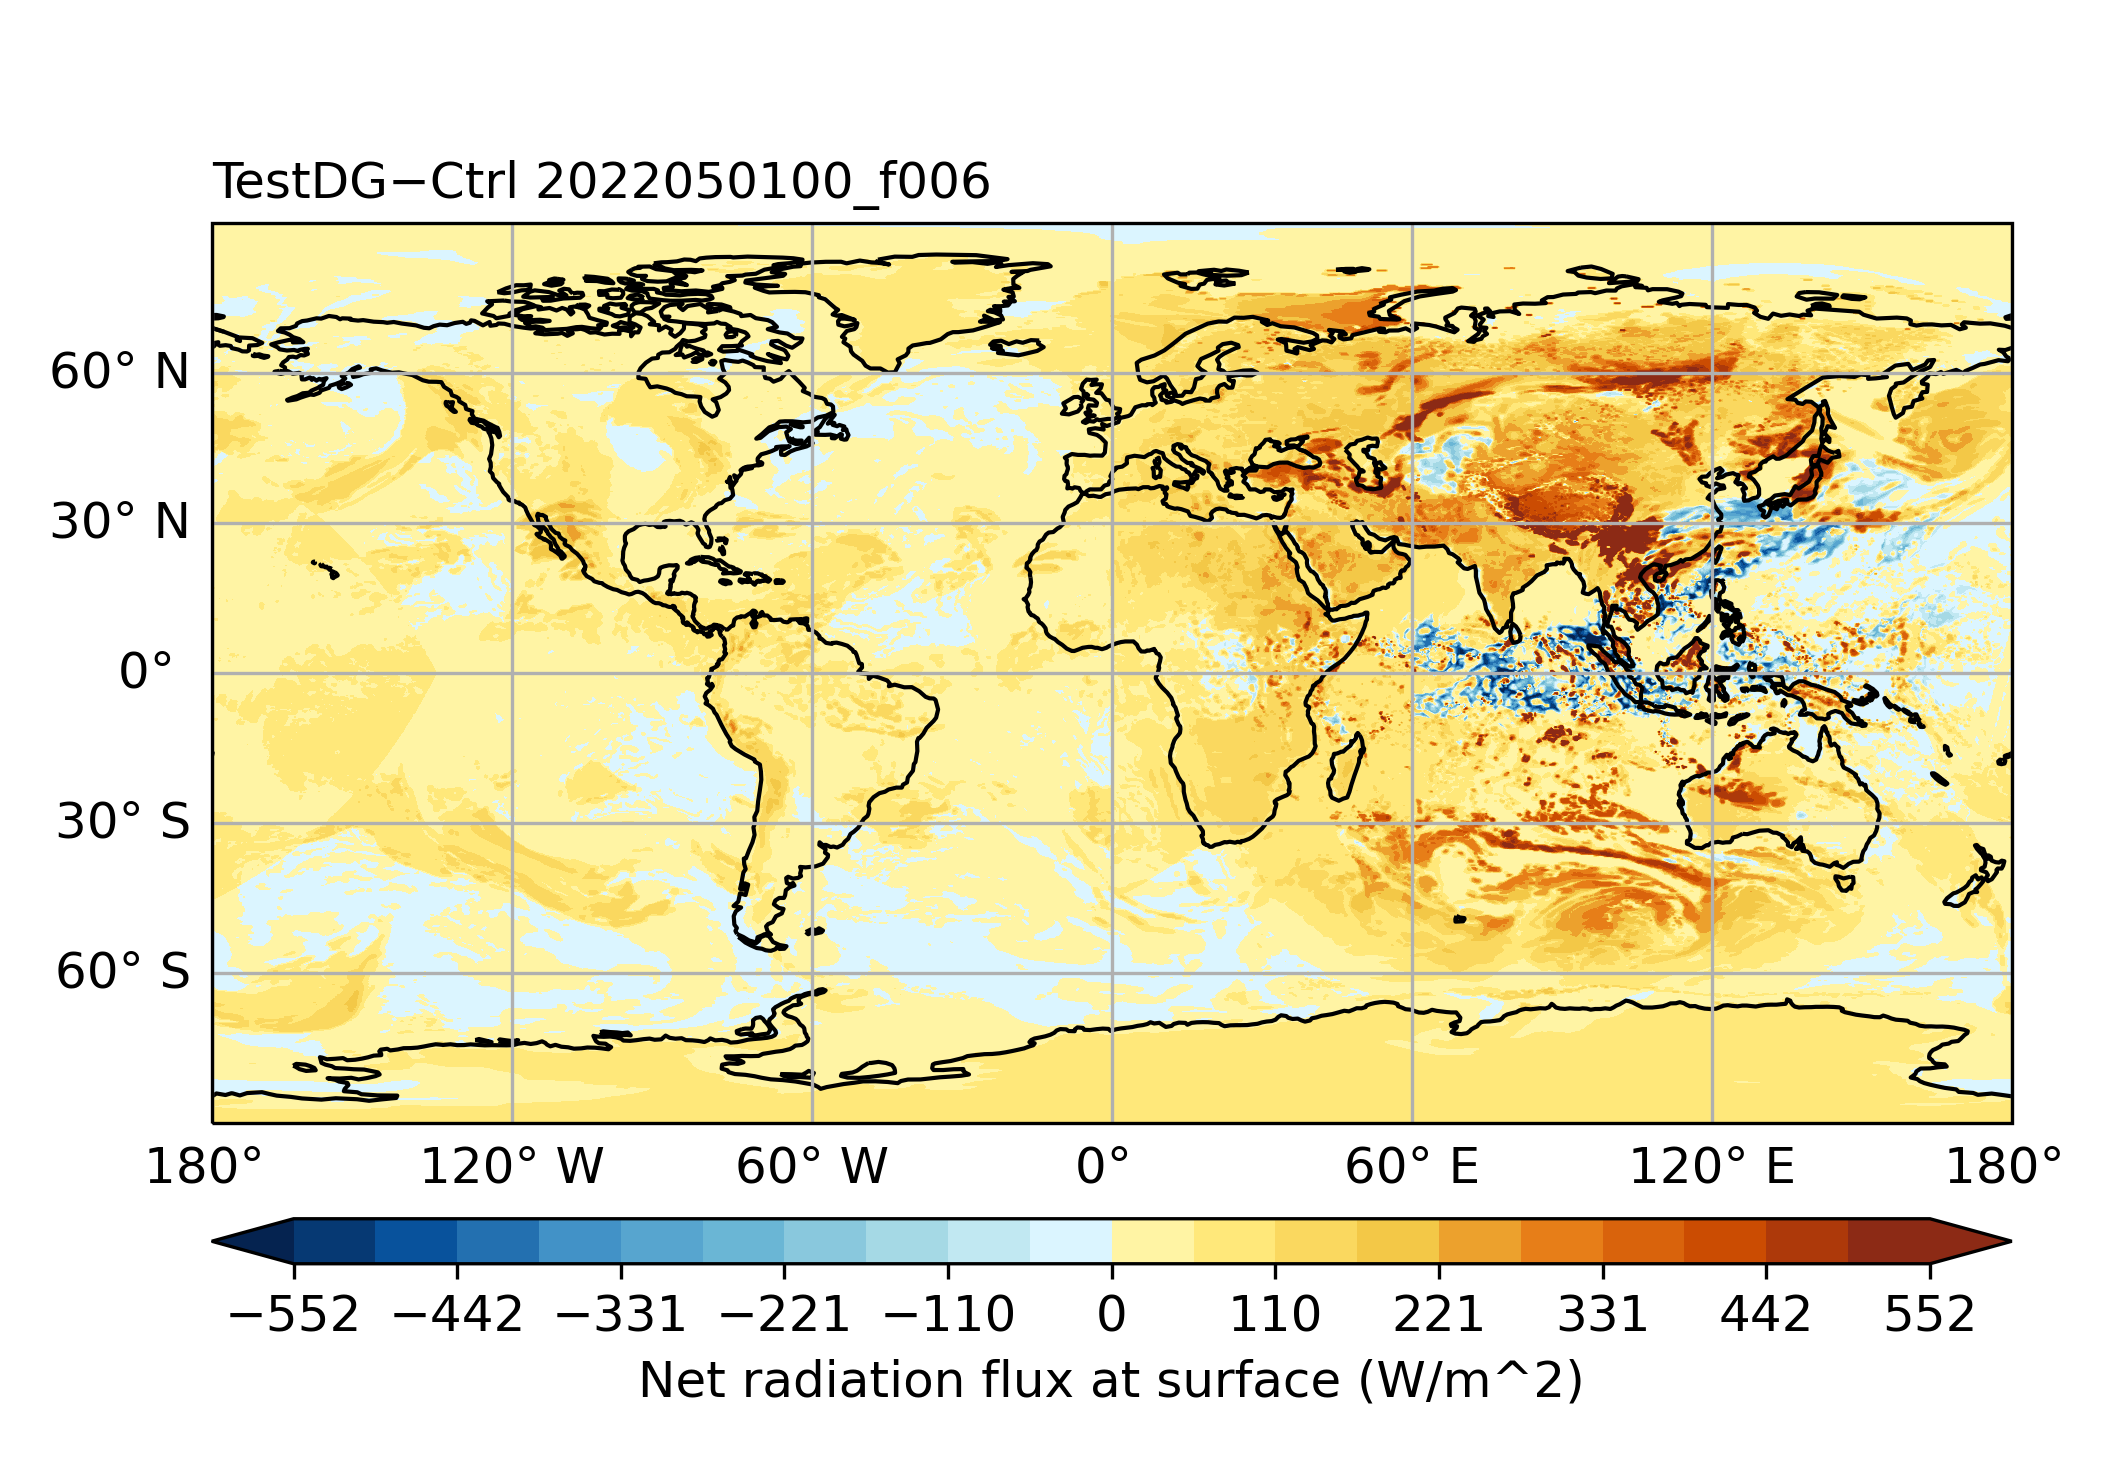 TestDG−Ctrl 2022050100_f006
60° N
30° N
0°
30° S
60° S
180° 120° W 60° W 0° 60° E 120° E 180°
−552 −442 −331 −221 −110 0 110 221 331 442 552
Net radiation flux at surface (W/m^2)